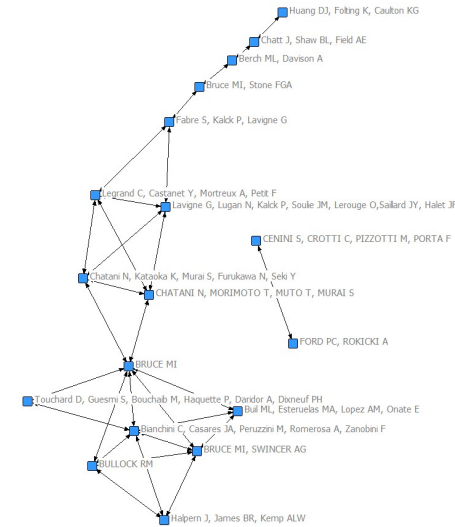 Huang DJ, Folting K, Caulton KG
Chatt J, Shaw BL, Field AE
Berch ML, Davison A
Bruce MI, Stone FGA
Fabre S, Kalck P, Lavigne G
Legrand C, Castanet Y, Mortreux A, Petit F
Lavigne G, Lugan N, Kalck P, Soulie JM, Lerouge O,Saillard JY, Halet JF
CENINI S, CROTTI C, PIZZOTTI M, PORTA F
Chatani N, Kataoka K, Murai S, Furukawa N, Seki Y
CHATANI N, MORIMOTO T, MUTO T, MURAI S
FORD PC, ROKICKI A
BRUCE MI
Touchard D, Guesmi S, Bouchaib M, Haquette P, Daridor A, Dixneuf PH
Buil ML, Esteruelas MA, Lopez AM, Onate E
Bianchini C, Casares JA, Peruzzini M, Romerosa A, Zanobini F
BRUCE MI, SWINCER AG
BULLOCK RM
Halpern J, James BR, Kemp ALW